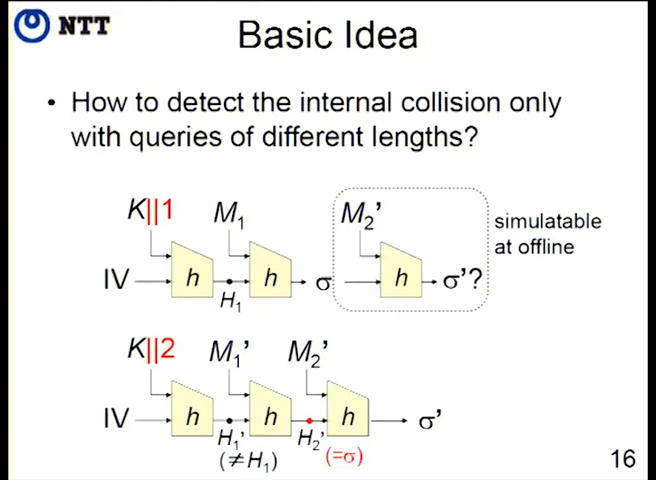 NTT
Basic Idea
• How to detect the internal collision only
with queries of different lengths?
K||1 M₁ M₂’
simulatable
at offline
IV h h σ h σ’?
H₁
K||2 M₁’ M₂’
IV h h h σ’
H₁’ H₂’
(≠H₁) (=σ)
16